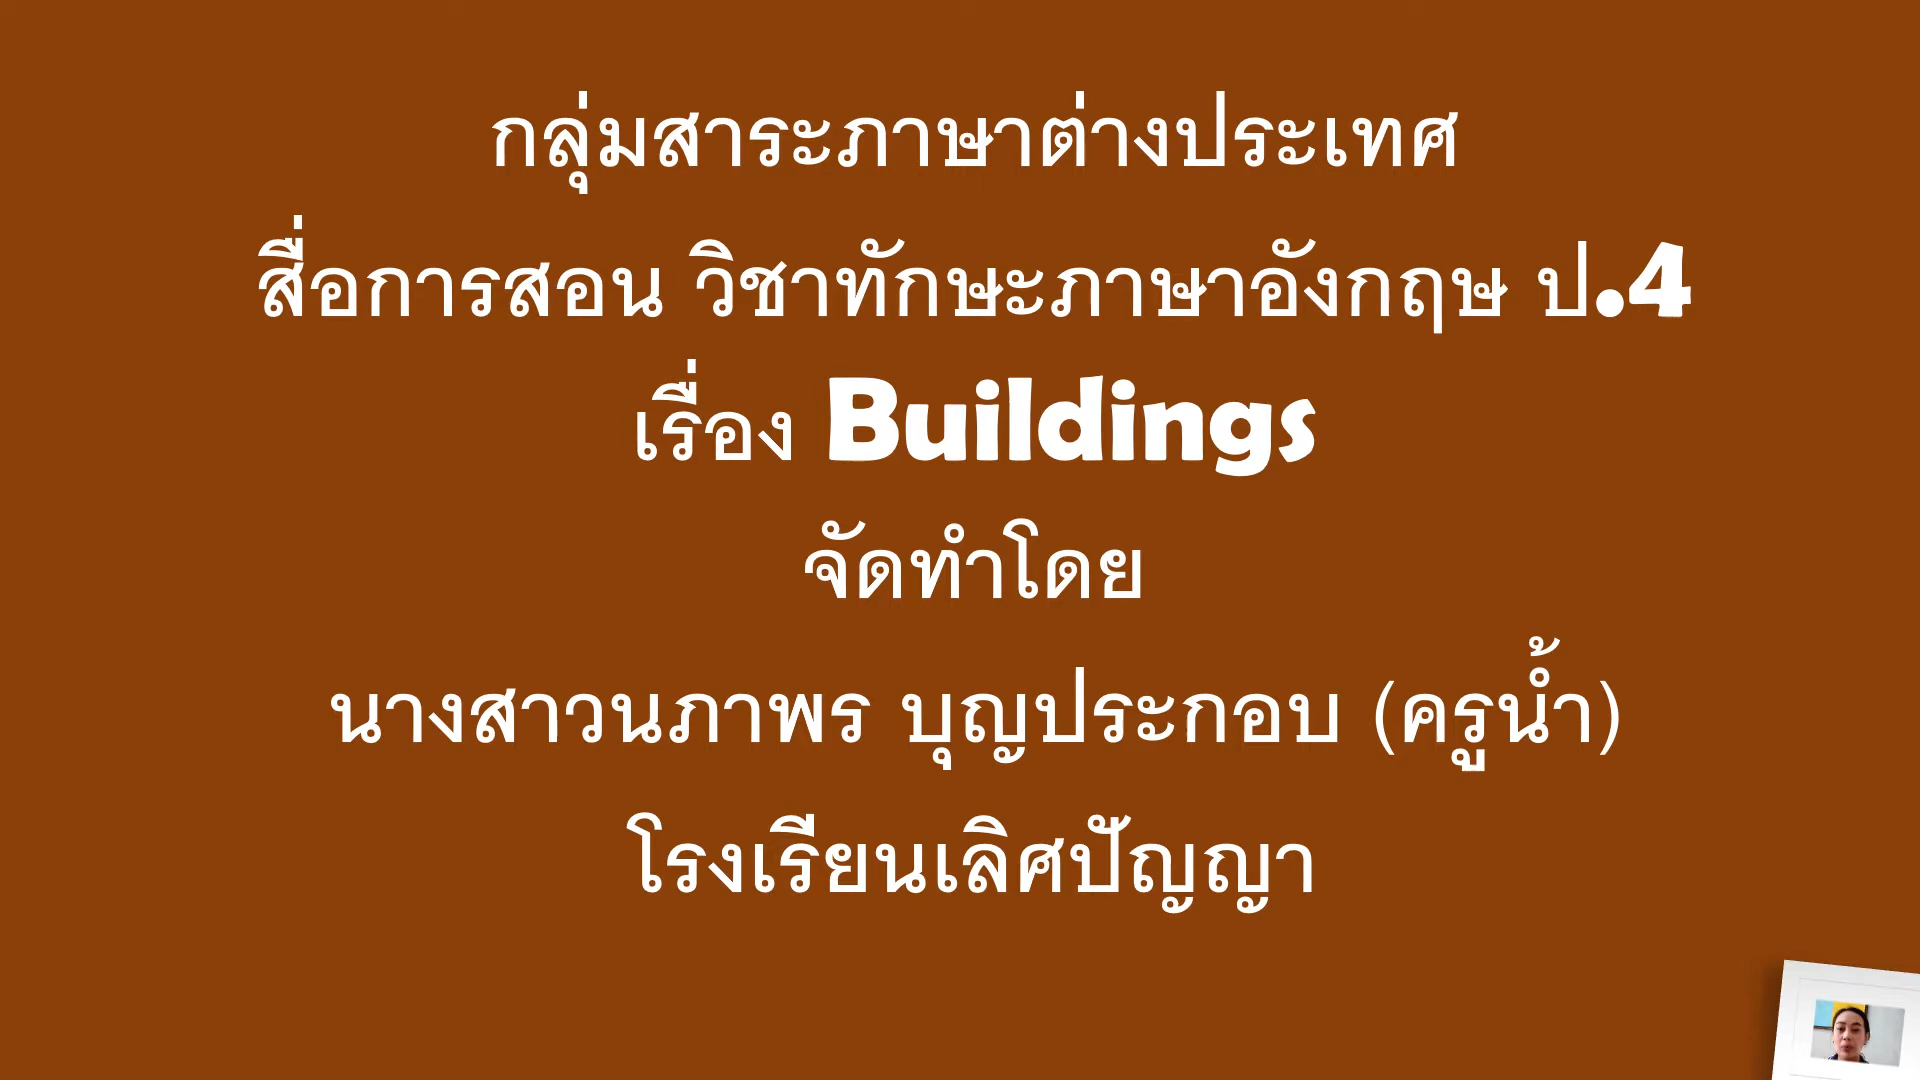 กลุ่มสาระภาษาต่างประเทศ
สื่อการสอน วิชาทักษะภาษาอังกฤษ ป.4
เรื่อง Buildings
จัดทำโดย
นางสาวนภาพร บุญประกอบ (ครูน้ำ)
โรงเรียนเลิศปัญญา